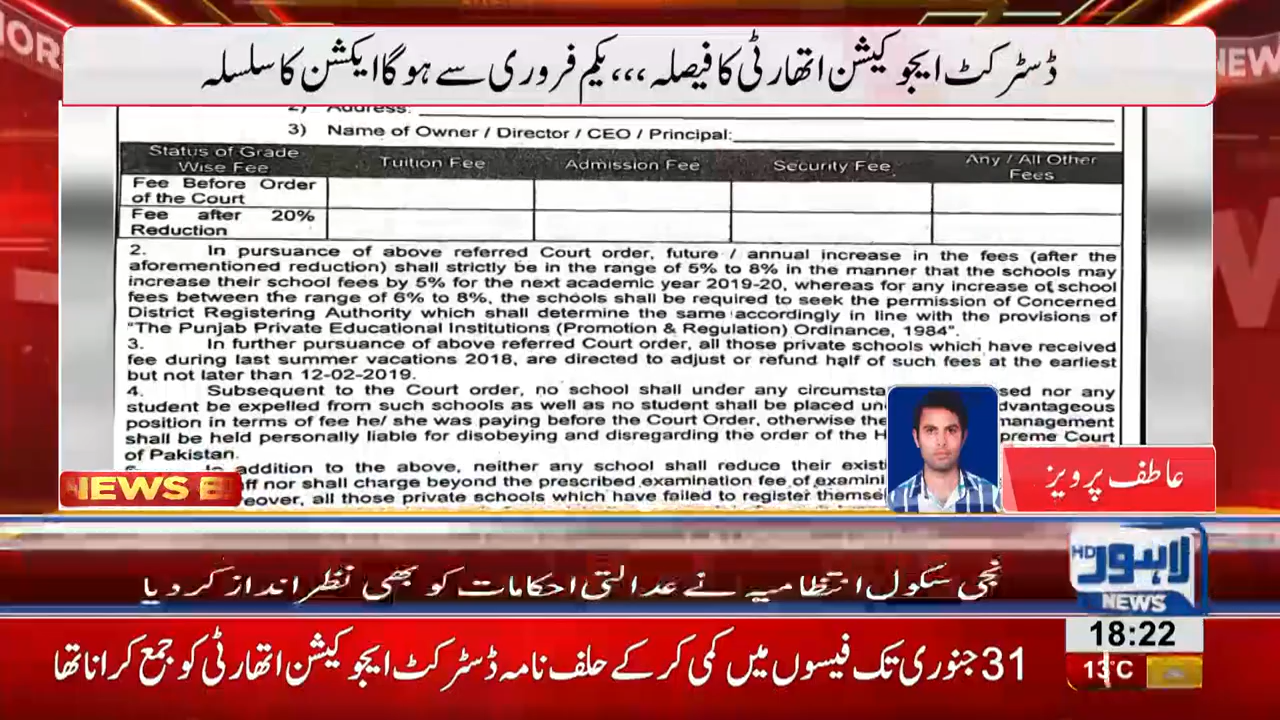 ڈسٹرکٹ ایجوکیشن اتھارٹی کا فیصلہ،،،یکم فروری سے ہوگا ایکشن کا سلسلہ
2) Address:
3) Name of Owner / Director / CEO / Principal:
Status of Grade Wise Fee Tuition Fee Admission Fee Security Fee Any / All Other Fees
Fee Before Order of the Court
Fee after 20% Reduction
2. In pursuance of above referred Court order, future / annual increase in the fees (after the
aforementioned reduction) shall strictly be in the range of 5% to 8% in the manner that the schools may
increase their school fees by 5% for the next academic year 2019-20, whereas for any increase of school
fees between the range of 6% to 8%, the schools shall be required to seek the permission of Concerned
District Registering Authority which shall determine the same accordingly in line with the provisions of
"The Punjab Private Educational Institutions (Promotion & Regulation) Ordinance, 1984".
3. In further pursuance of above referred Court order, all those private schools which have received
fee during last summer vacations 2018, are directed to adjust or refund half of such fees at the earliest
but not later than 12-02-2019.
4. Subsequent to the Court order, no school shall under any circumsta sed nor any
student be expelled from such schools as well as no student shall be placed un dvantageous
position in terms of fee he/ she was paying before the Court Order, otherwise the management
shall be held personally liable for disobeying and disregarding the order of the H preme Court
of Pakistan.
In addition to the above, neither any school shall reduce their exist
ff nor shall charge beyond the prescribed examination fee of examin
eover, all those private schools which have failed to register themse
عاطف پرویز
NEWS
نجی سکول انتظامیہ نے عدالتی احکامات کو بھی نظر انداز کر دیا
HD لاہور
NEWS
18:22
31 جنوری تک فیسوں میں کمی کر کے حلف نامہ ڈسٹرکٹ ایجوکیشن اتھارٹی کو جمع کرانا تھا
13°C